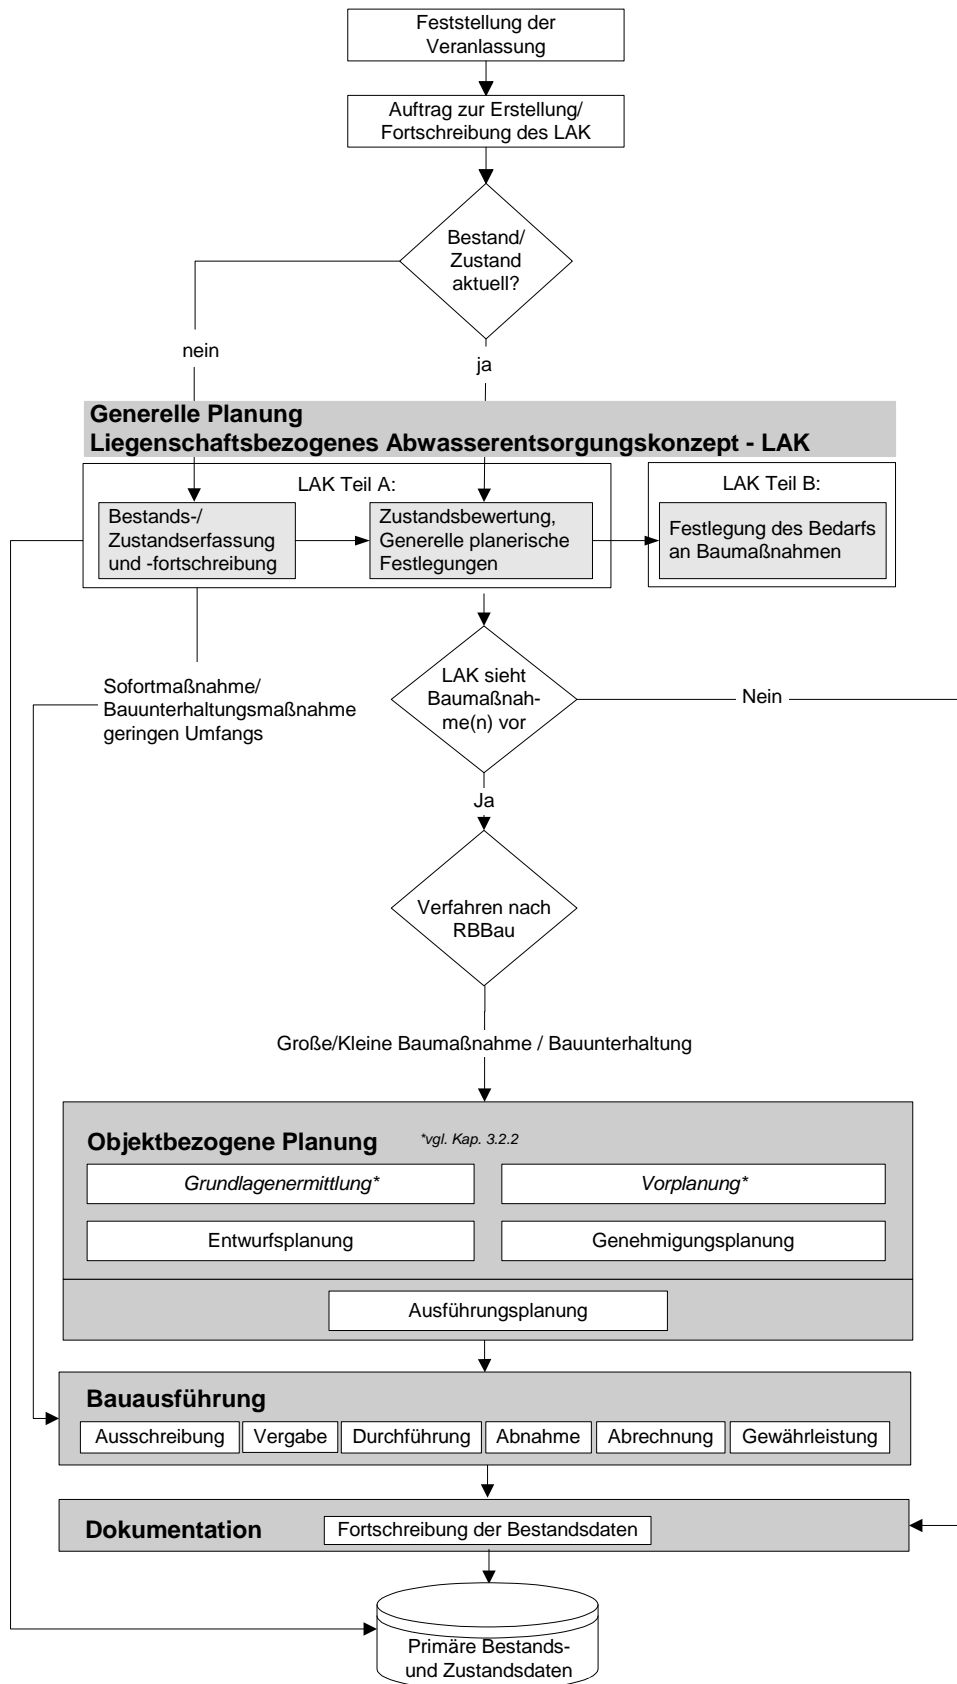 Feststellung der
Veranlassung
Auftrag zur Erstellung/
Fortschreibung des LAK
Bestand/
Zustand
aktuell?
nein
ja
Generelle Planung
Liegenschaftsbezogenes Abwasserentsorgungskonzept - LAK
LAK Teil A:
LAK Teil B:
Bestands-/
Zustandserfassung
und -fortschreibung
Zustandsbewertung,
Generelle planerische
Festlegungen
Festlegung des Bedarfs
an Baumaßnahmen
Sofortmaßnahme/
Bauunterhaltungsmaßnahme
geringen Umfangs
LAK sieht
Baumaßnah-
me(n) vor
Nein
Ja
Verfahren nach
RBBau
Große/Kleine Baumaßnahme / Bauunterhaltung
Objektbezogene Planung *vgl. Kap. 3.2.2
Grundlagenermittlung*
Vorplanung*
Entwurfsplanung
Genehmigungsplanung
Ausführungsplanung
Bauausführung
Ausschreibung
Vergabe
Durchführung
Abnahme
Abrechnung
Gewährleistung
Dokumentation
Fortschreibung der Bestandsdaten
Primäre Bestands-
und Zustandsdaten